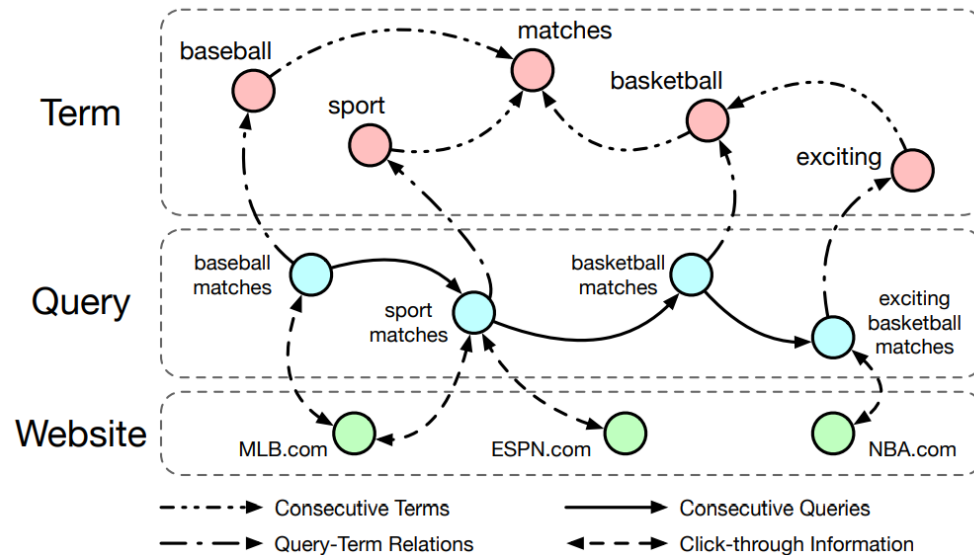 Term
baseball
matches
sport
basketball
exciting
Query
baseball
matches
sport
matches
basketball
matches
exciting
basketball
matches
Website
MLB.com
ESPN.com
NBA.com
Consecutive Terms
Consecutive Queries
Query-Term Relations
Click-through Information